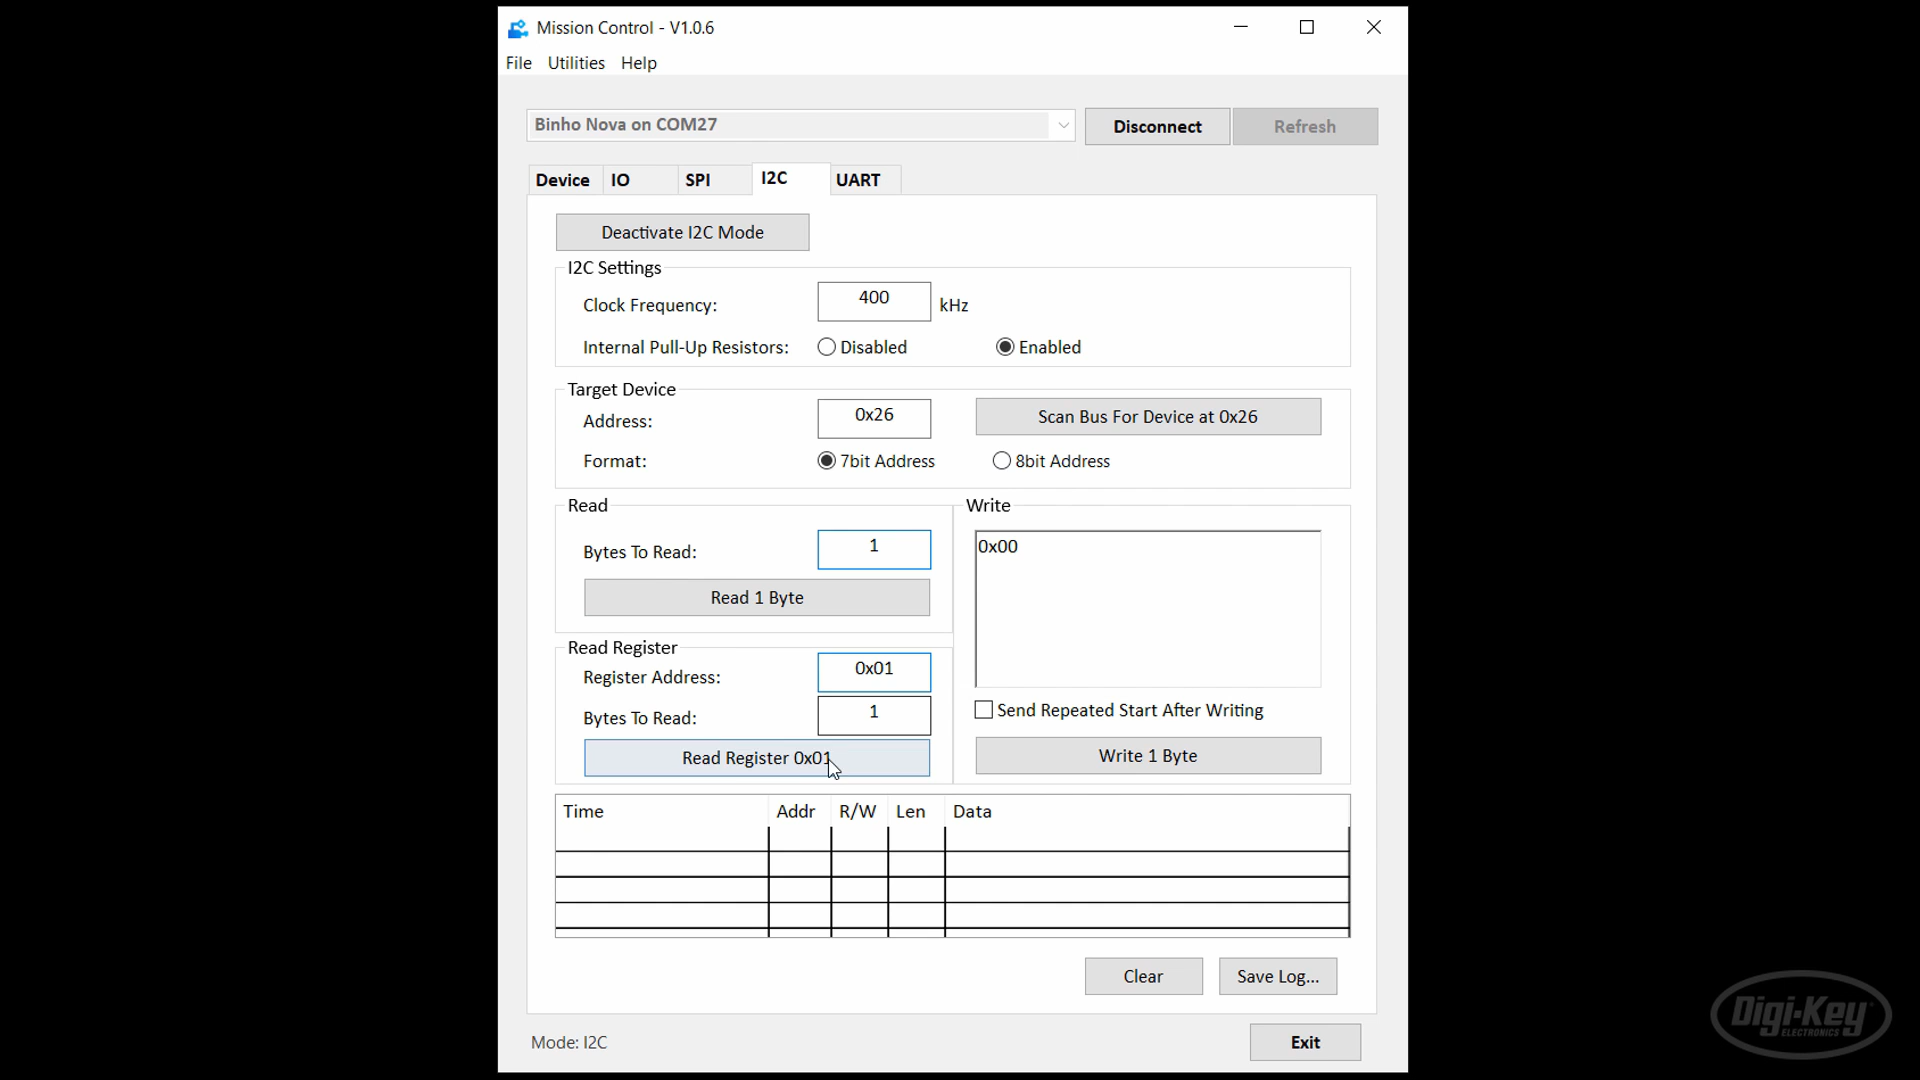 Mission Control - V1.0.6
File Utilities Help
Binho Nova on COM27 Disconnect Refresh
Device IO SPI I2C UART
Deactivate I2C Mode
I2C Settings
Clock Frequency: 400 kHz
Internal Pull-Up Resistors: Disabled Enabled
Target Device
Address: 0x26 Scan Bus For Device at 0x26
Format: 7bit Address 8bit Address
Read
Bytes To Read: 1
Read 1 Byte
Read Register
Register Address: 0x01
Bytes To Read: 1
Read Register 0x01
Write
0x00
Send Repeated Start After Writing
Write 1 Byte
Time Addr R/W Len Data
Clear Save Log...
Mode: I2C Exit
Digi-Key
ELECTRONICS